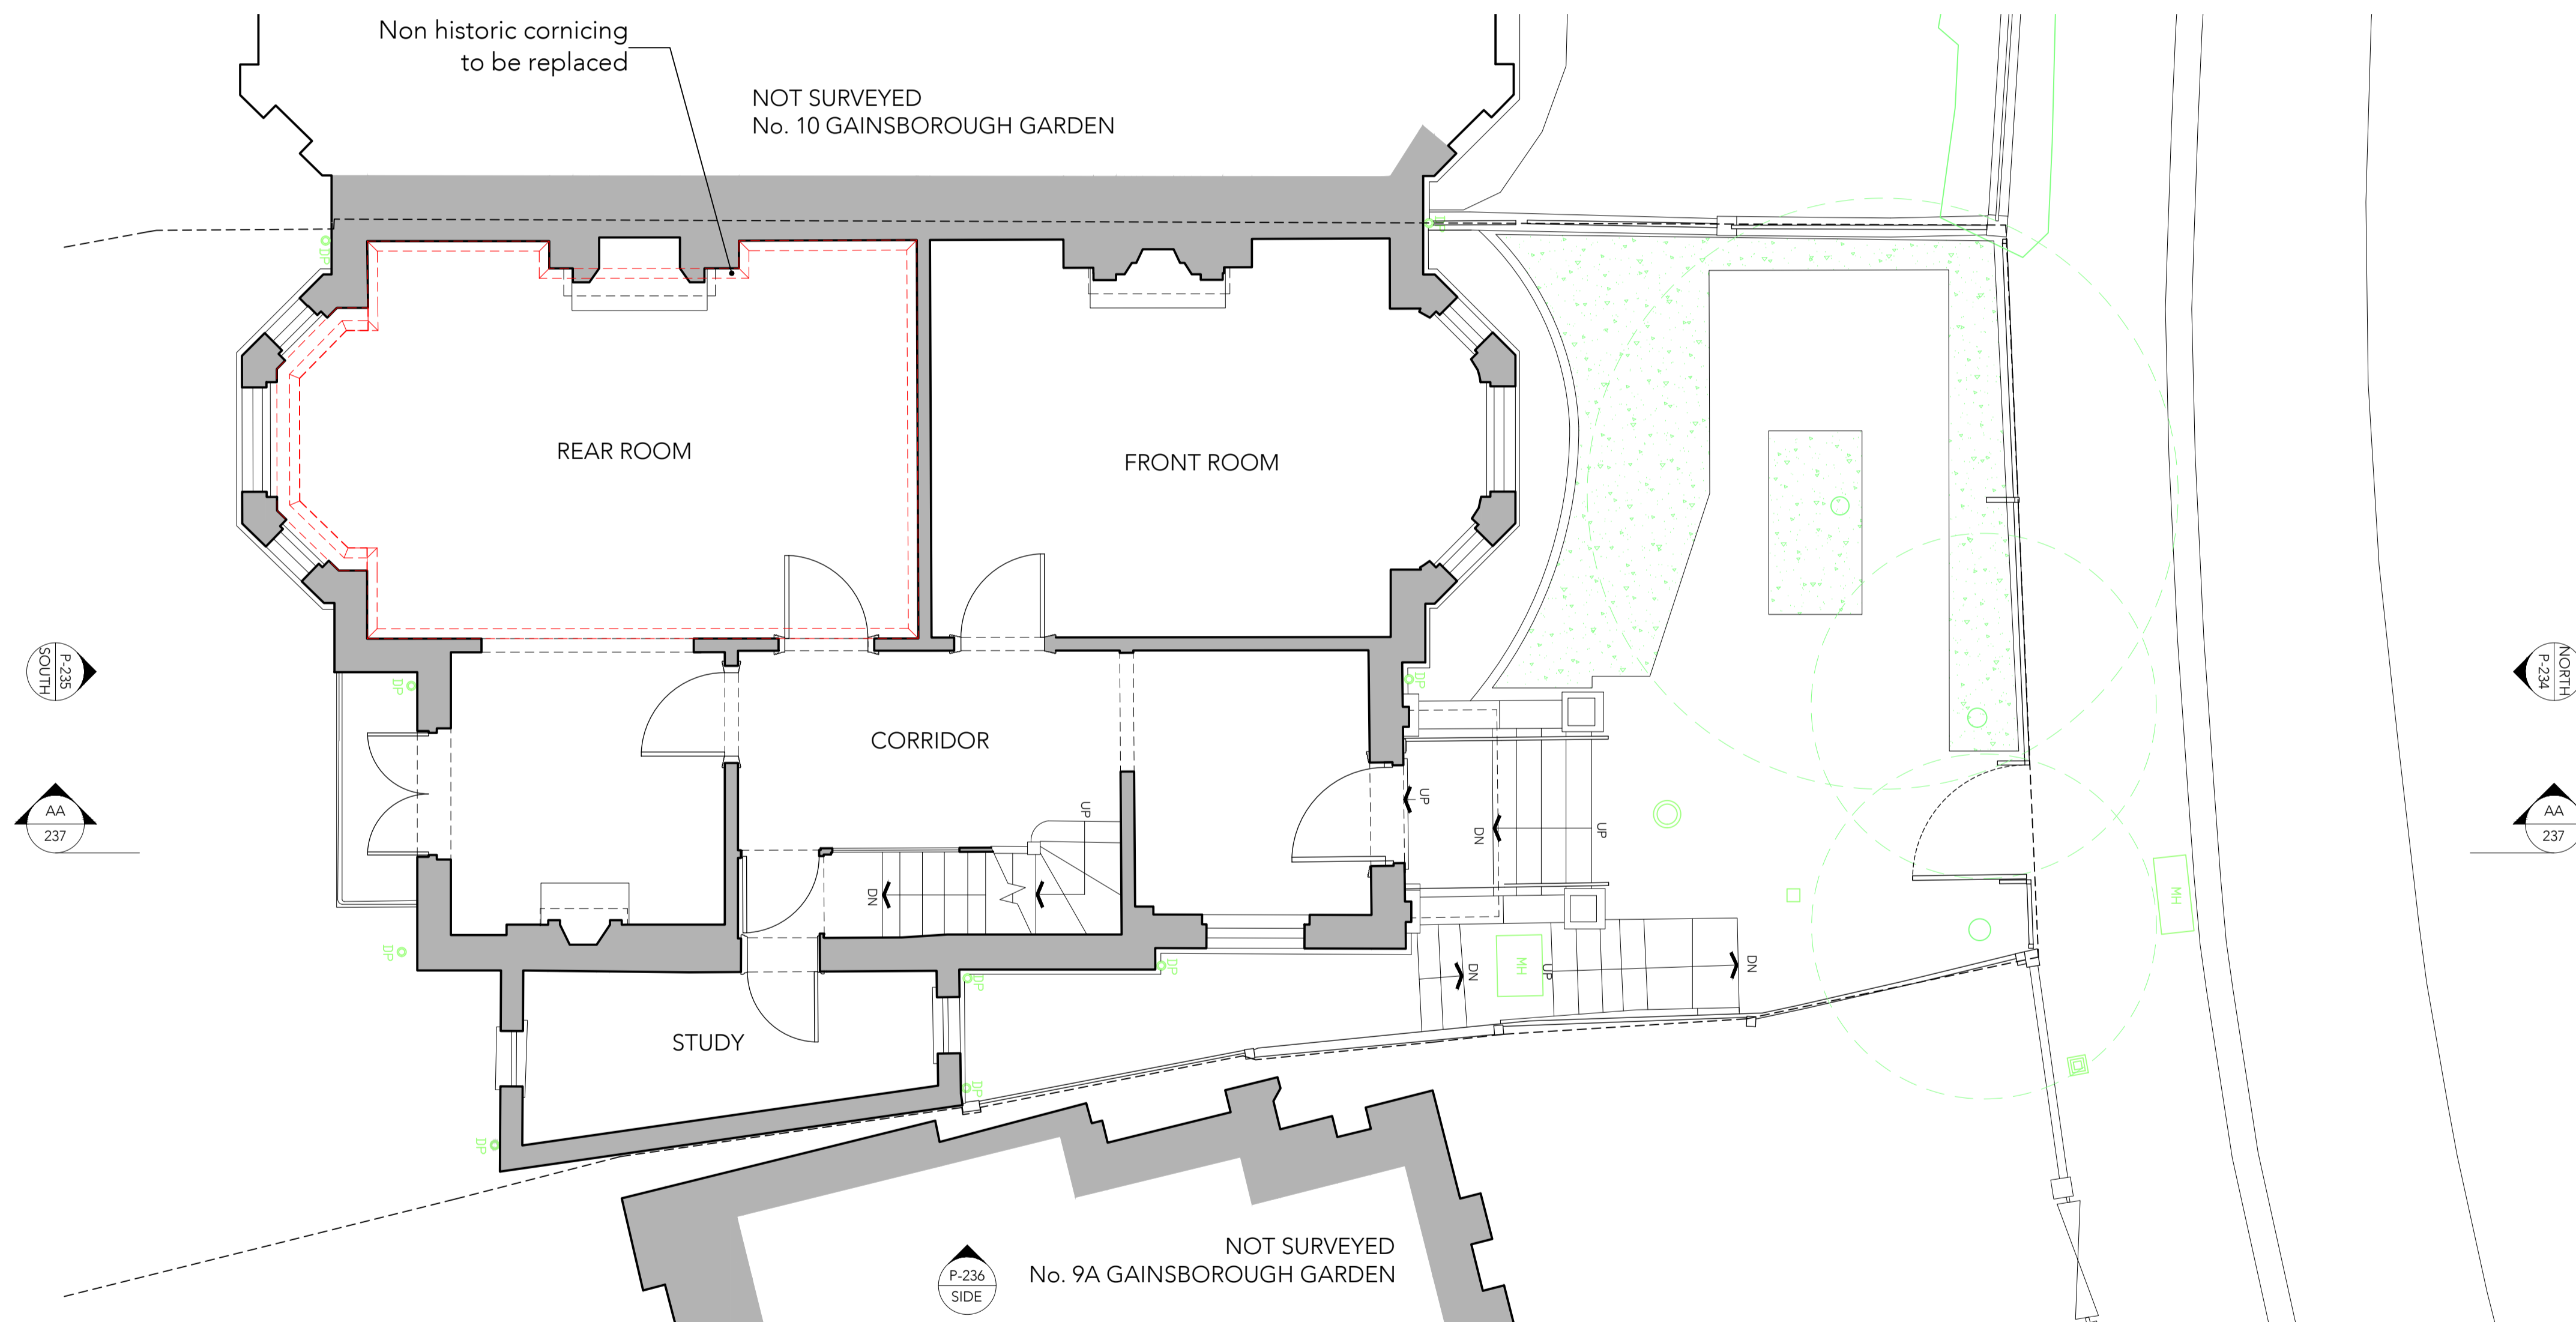 Non historic cornicing
to be replaced
NOT SURVEYED
No. 10 GAINSBOROUGH GARDEN
DP
DP
REAR ROOM
FRONT ROOM
P-235
SOUTH
NORTH
P-234
DP
DP
CORRIDOR
AA
237
UP
UP
DN
UP
AA
237
DN
MH
DP
DP
DP
DN
MH
UP
DN
STUDY
DP
DP
NOT SURVEYED
No. 9A GAINSBOROUGH GARDEN
P-236
SIDE